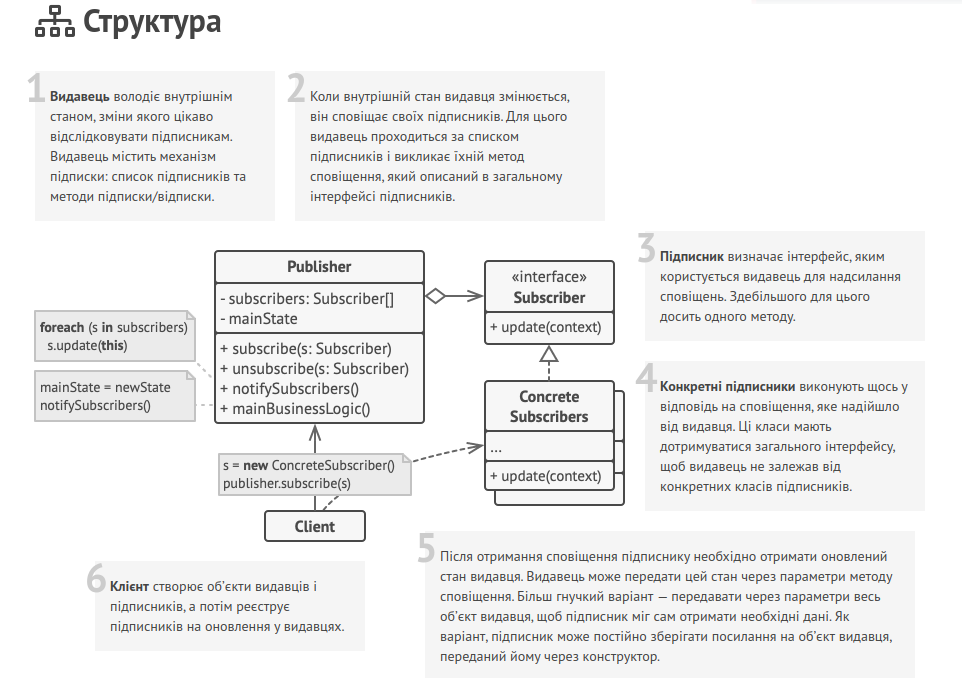 Структура
1
Видавець володіє внутрішнім
станом, зміни якого цікаво
відслідковувати підписникам.
Видавець містить механізм
підписки: список підписників та
методи підписки/відписки.
2
Коли внутрішній стан видавця змінюється,
він сповіщає своїх підписників. Для цього
видавець проходиться за списком
підписників і викликає їхній метод
сповіщення, який описаний в загальному
інтерфейсі підписників.
3
Підписник визначає інтерфейс, яким
користується видавець для надсилання
сповіщень. Здебільшого для цього
досить одного методу.
Publisher
- subscribers: Subscriber[]
- mainState
+ subscribe(s: Subscriber)
+ unsubscribe(s: Subscriber)
+ notifySubscribers()
+ mainBusinessLogic()
«interface»
Subscriber
+ update(context)
foreach (s in subscribers)
s.update(this)
mainState = newState
notifySubscribers()
4
Конкретні підписники виконують щось у
відповідь на сповіщення, яке надійшло
від видавця. Ці класи мають
дотримуватися загального інтерфейсу,
щоб видавець не залежав від
конкретних класів підписників.
Concrete
Subscribers
...
+ update(context)
s = new ConcreteSubscriber()
publisher.subscribe(s)
Client
5
Після отримання сповіщення підписнику необхідно отримати оновлений
стан видавця. Видавець може передати цей стан через параметри методу
сповіщення. Більш гнучкий варіант — передавати через параметри весь
об’єкт видавця, щоб підписник міг сам отримати необхідні дані. Як
варіант, підписник може постійно зберігати посилання на об’єкт видавця,
переданий йому через конструктор.
6
Клієнт створює об’єкти видавців і
підписників, а потім реєструє
підписників на оновлення у видавцях.